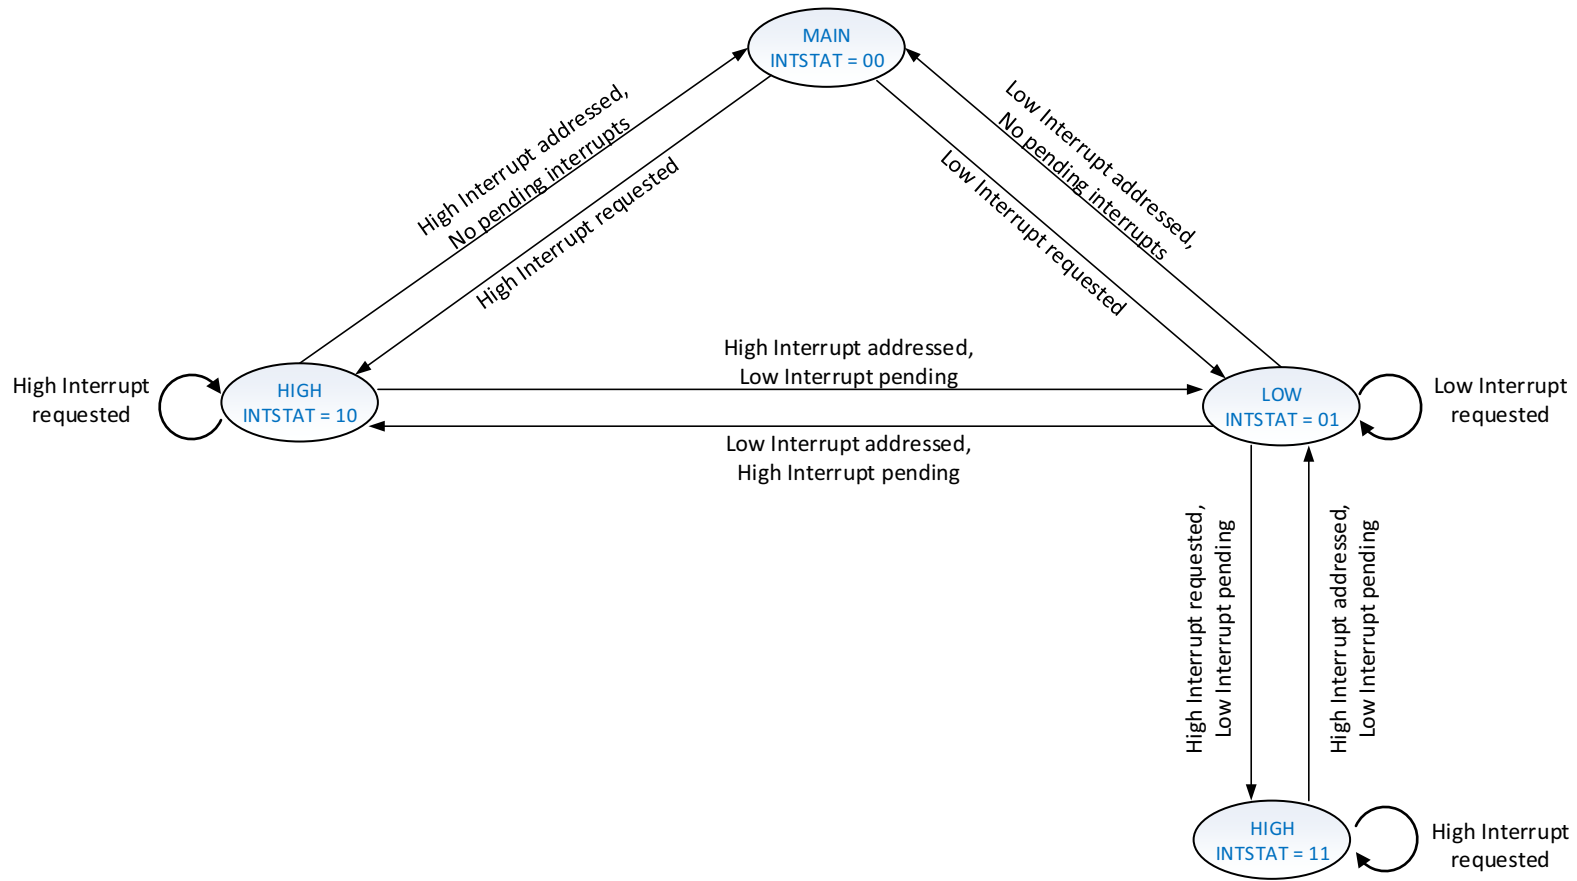 MAIN
INTSTAT = 00
High Interrupt addressed,
No pending interrupts
High Interrupt requested
Low Interrupt addressed,
No pending interrupts
Low Interrupt requested
High Interrupt addressed,
Low Interrupt pending
High Interrupt
requested
HIGH
INTSTAT = 10
LOW
INTSTAT = 01
Low Interrupt
requested
Low Interrupt addressed,
High Interrupt pending
High Interrupt requested,
Low Interrupt pending
High Interrupt addressed,
Low Interrupt pending
HIGH
INTSTAT = 11
High Interrupt
requested